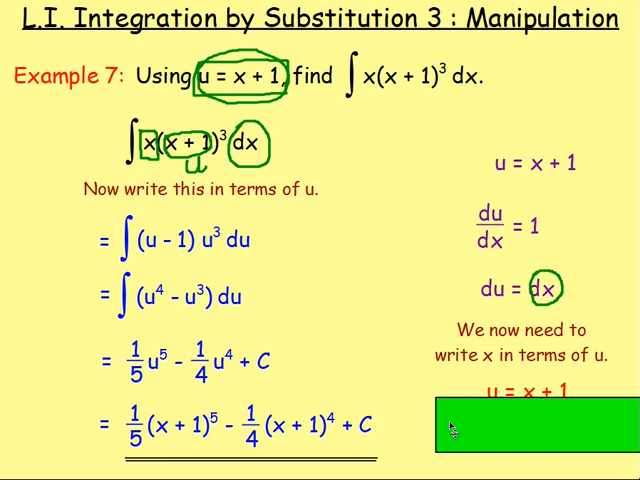 L.I. Integration by Substitution 3 : Manipulation
Example 7: Using u = x + 1, find ∫ x(x + 1)³ dx.
∫ x(x + 1)³ dx
u
Now write this in terms of u.
= ∫ (u - 1) u³ du
= ∫ (u⁴ - u³) du
= 1/5 u⁵ - 1/4 u⁴ + C
= 1/5 (x + 1)⁵ - 1/4 (x + 1)⁴ + C
u = x + 1
du/dx = 1
du = dx
We now need to
write x in terms of u.
u = x + 1